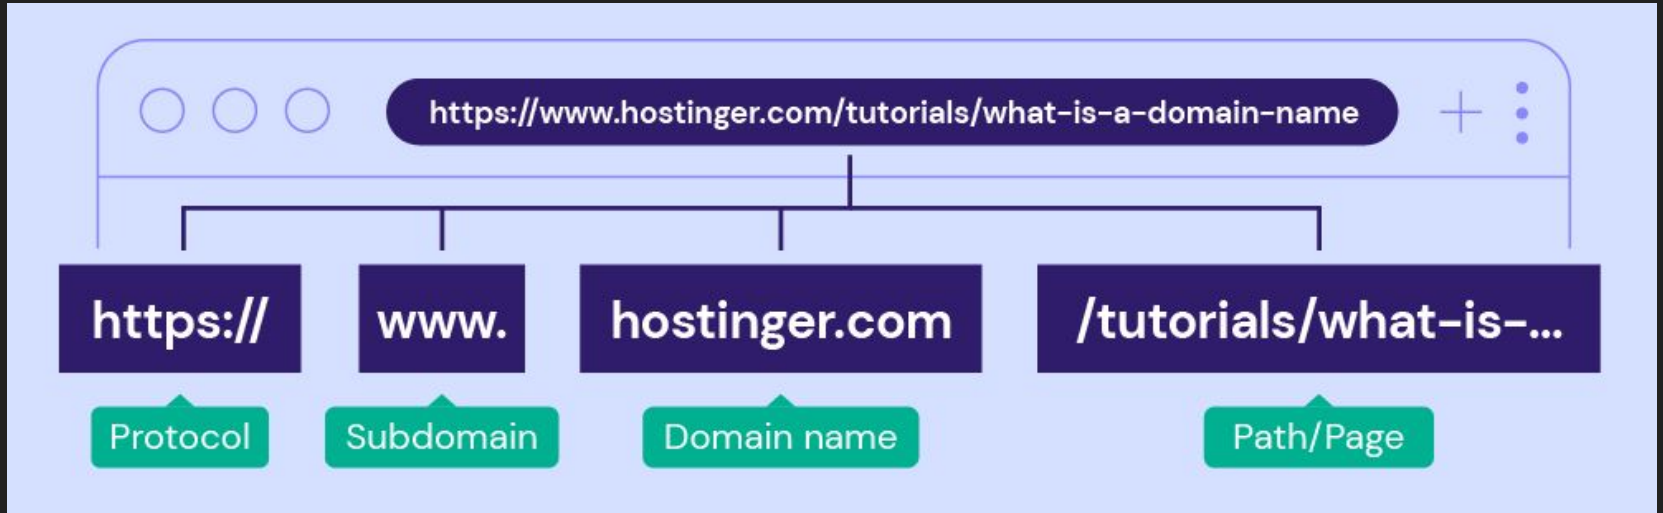 https://www.hostinger.com/tutorials/what-is-a-domain-name
https:// www. hostinger.com /tutorials/what-is-...
Protocol Subdomain Domain name Path/Page